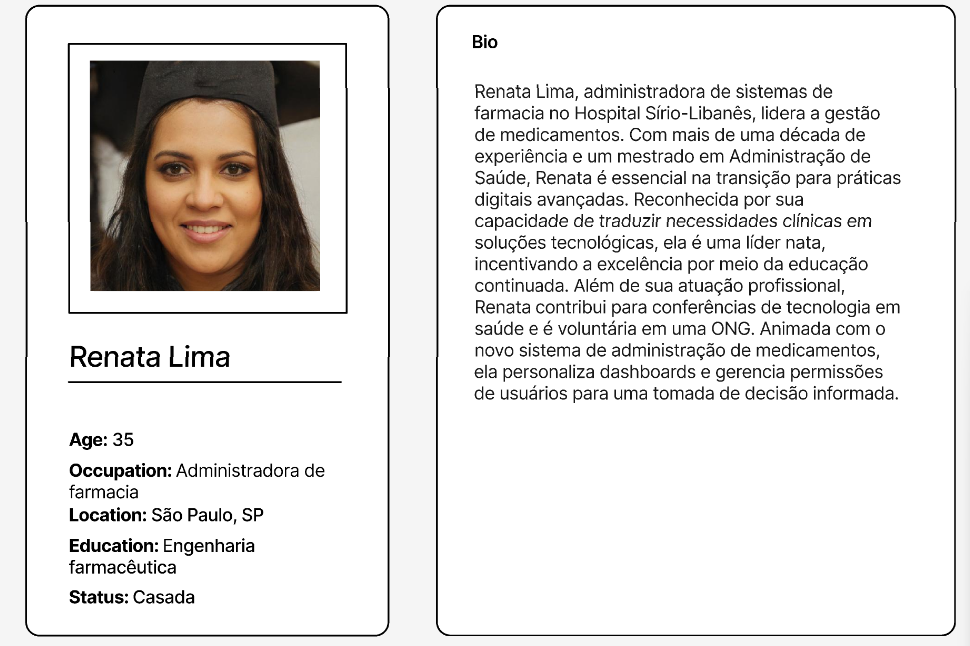 Renata Lima
Age: 35
Occupation: Administradora de
farmacia
Location: São Paulo, SP
Education: Engenharia
farmacêutica
Status: Casada
Bio
Renata Lima, administradora de sistemas de
farmacia no Hospital Sírio-Libanês, lidera a gestão
de medicamentos. Com mais de uma década de
experiência e um mestrado em Administração de
Saúde, Renata é essencial na transição para práticas
digitais avançadas. Reconhecida por sua
capacidade de traduzir necessidades clínicas em
soluções tecnológicas, ela é uma líder nata,
incentivando a excelência por meio da educação
continuada. Além de sua atuação profissional,
Renata contribui para conferências de tecnologia em
saúde e é voluntária em uma ONG. Animada com o
novo sistema de administração de medicamentos,
ela personaliza dashboards e gerencia permissões
de usuários para uma tomada de decisão informada.